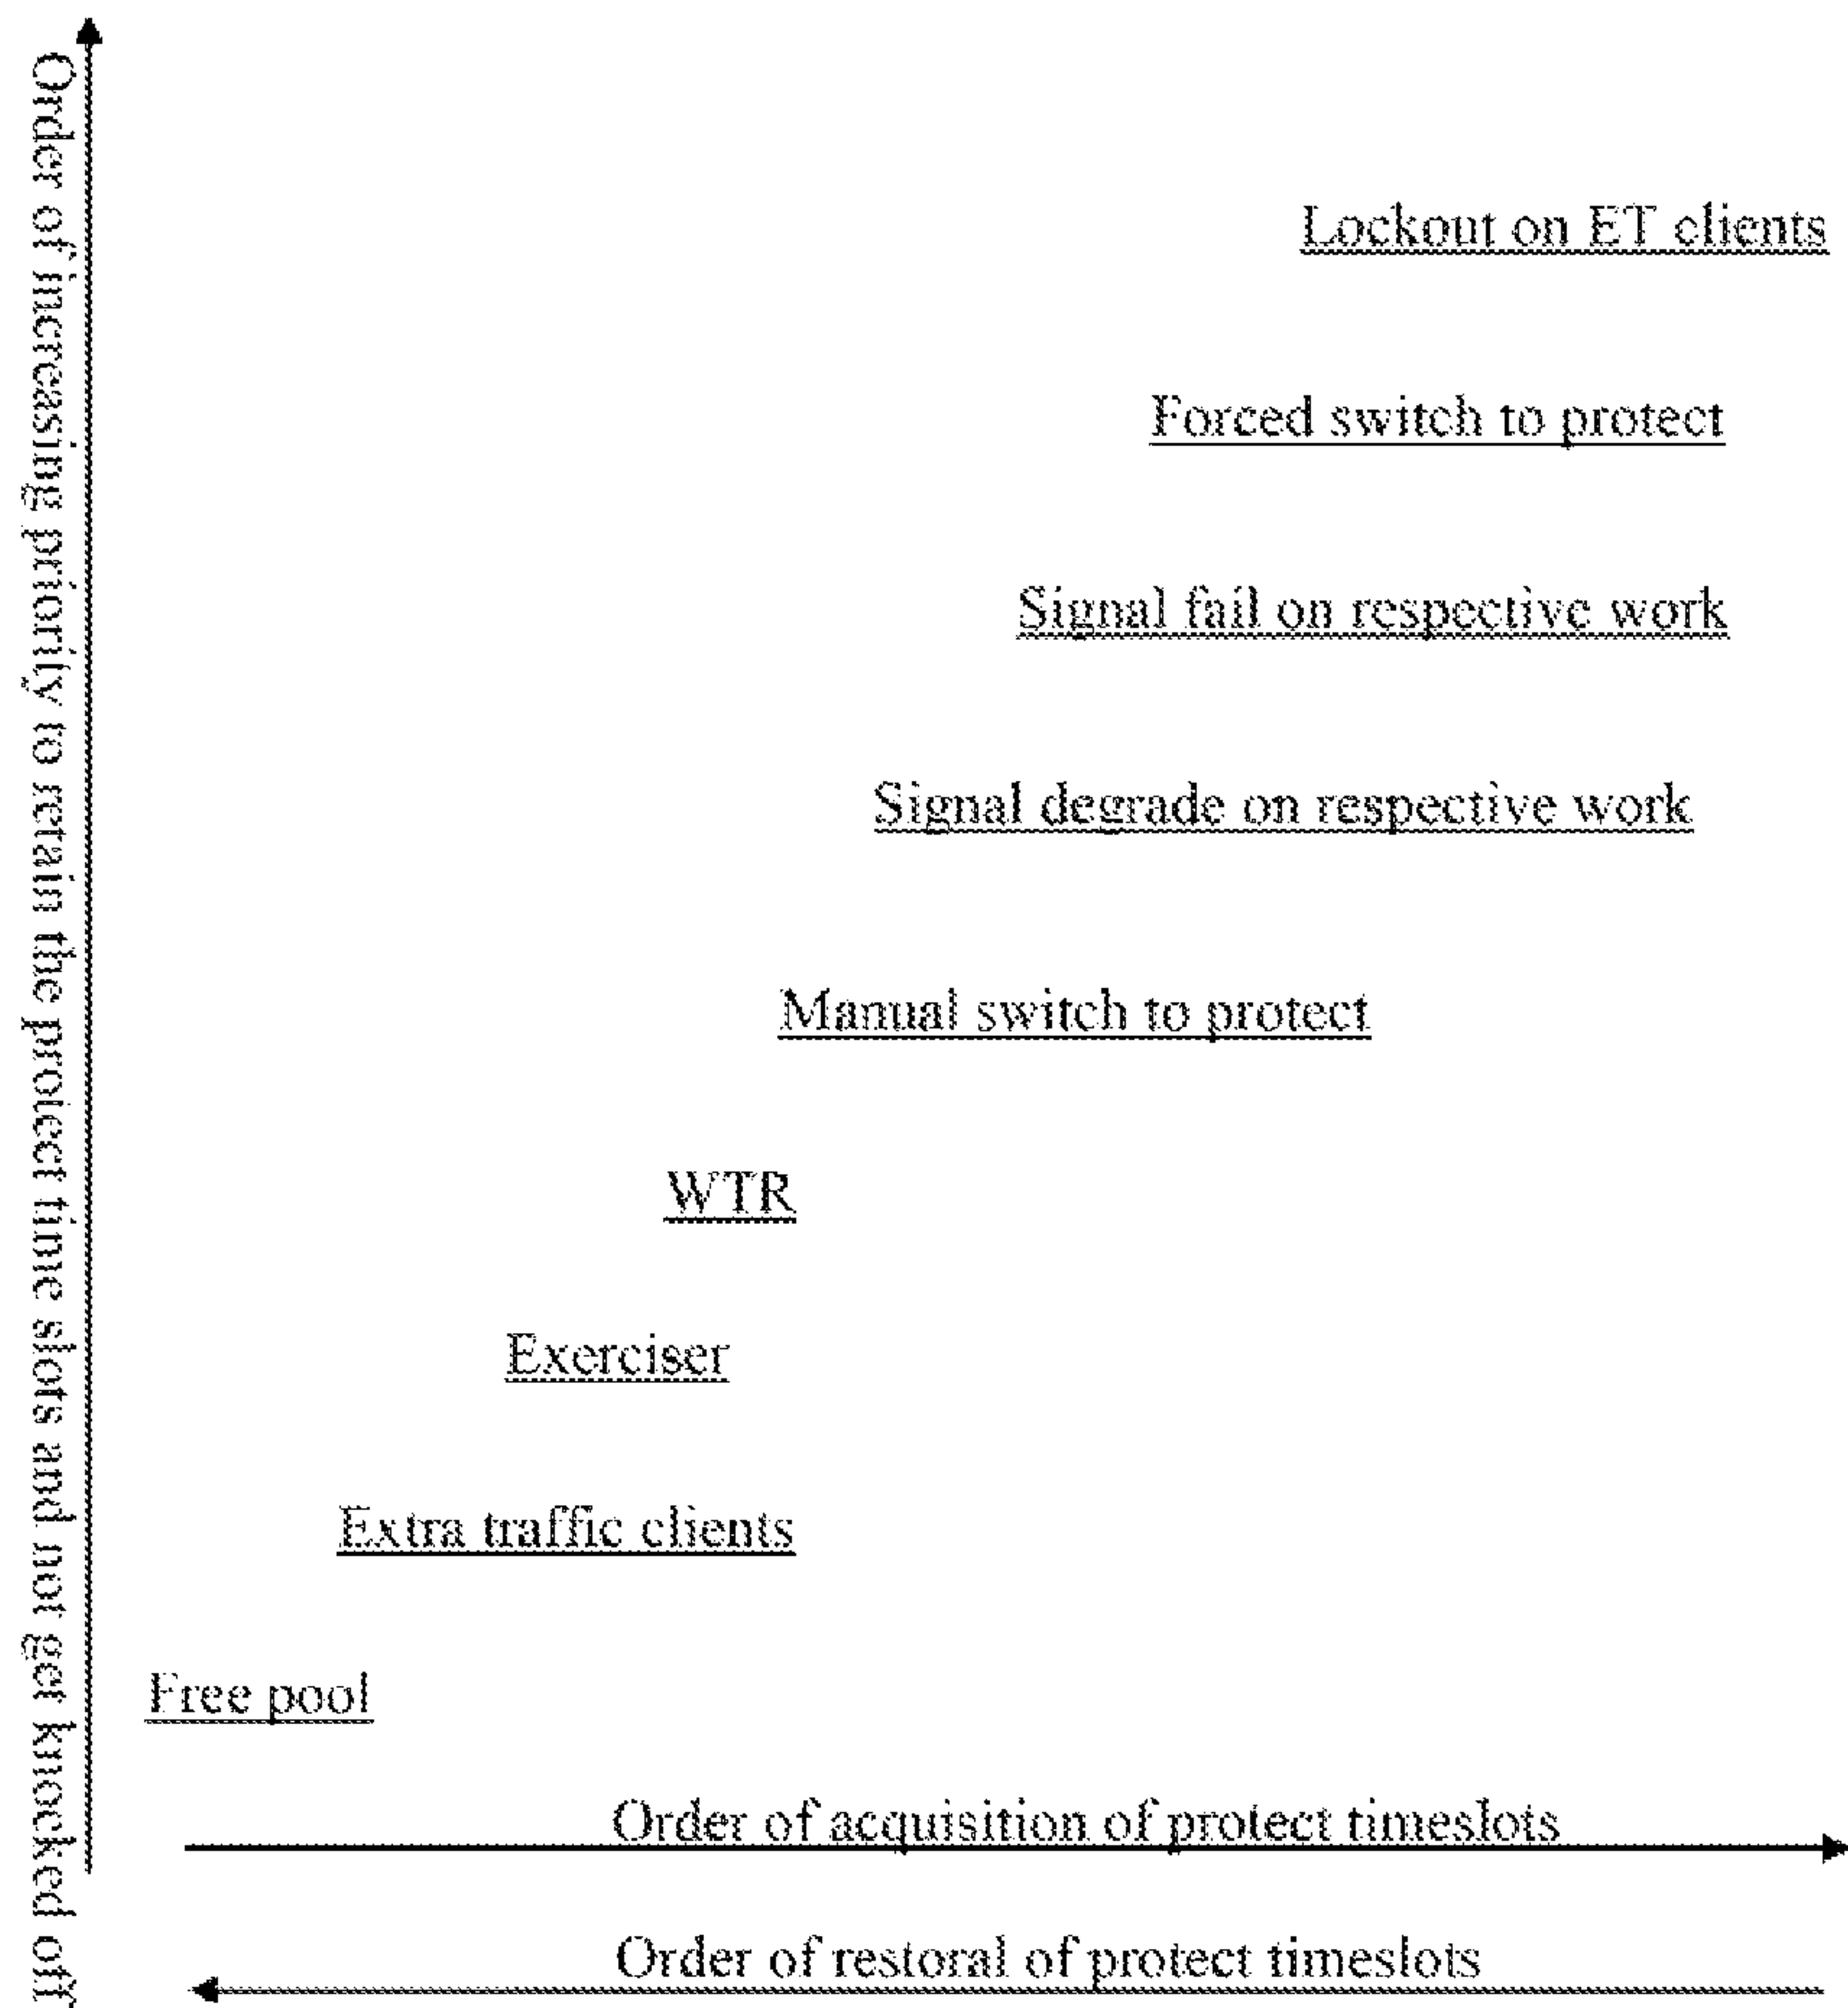 Order of increasing priority to retain the protect time slots and not get knocked off
Lockout on ET clients
Forced switch to protect
Signal fail on respective work
Signal degrade on respective work
Manual switch to protect
WTR
Exerciser
Extra traffic clients
Free pool
Order of acquisition of protect timeslots
Order of restoral of protect timeslots